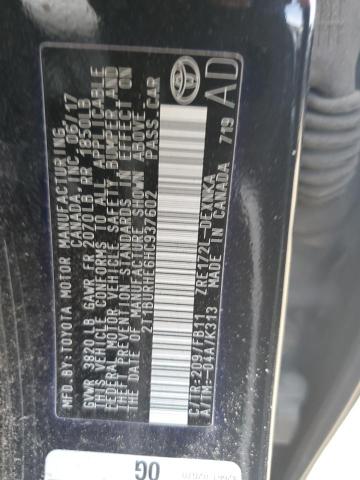 MFD.BY:TOYOTA MOTOR MANUFACTURING
CANADA, INC. 06/17
GVWR 3820 LB GAWR FR 2070 LB RR 1850 LB
THIS VEHICLE CONFORMS TO ALL APPLICABLE
FEDERAL MOTOR VEHICLE SAFETY, BUMPER, AND
THEFT PREVENTION STANDARDS IN EFFECT ON
THE DATE OF MANUFACTURE SHOWN ABOVE.
2T1BURHE6HC937602 PASS.CAR
C/TR:209/FB17 ZRE172L-DEXNKA
A/TM:-04A/K313 MADE IN CANADA 719
AD
OG